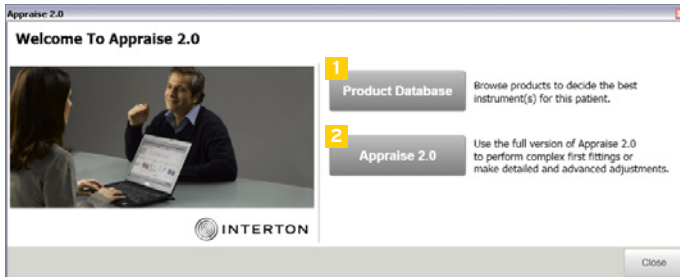 Appraise 2.0
Welcome To Appraise 2.0
1
Product Database
Browse products to decide the best
instrument(s) for this patient.
2
Appraise 2.0
Use the full version of Appraise 2.0
to perform complex first fittings or
make detailed and advanced adjustments.
INTERTON
Close